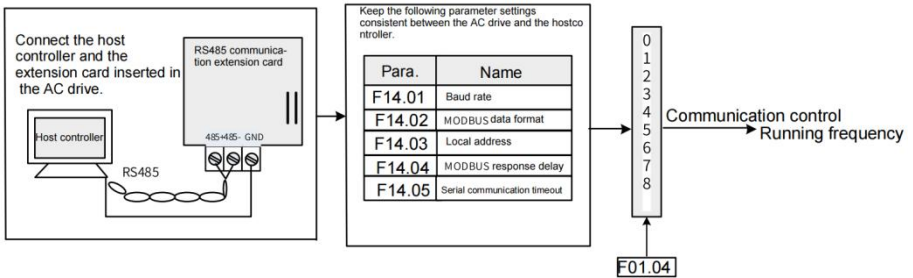 Connect the host
controller and the
extension card inserted in
the AC drive.
RS485 communica-
tion extension card
Host controller
485+485- GND
RS485
Keep the following parameter settings
consistent between the AC drive and the hostco
ntroller.
Para. Name
F14.01 Baud rate
F14.02 MODBUS data format
F14.03 Local address
F14.04 MODBUS response delay
F14.05 Serial communication timeout
0
1
2
3
4
5
6
7
8
Communication control
Running frequency
F01.04